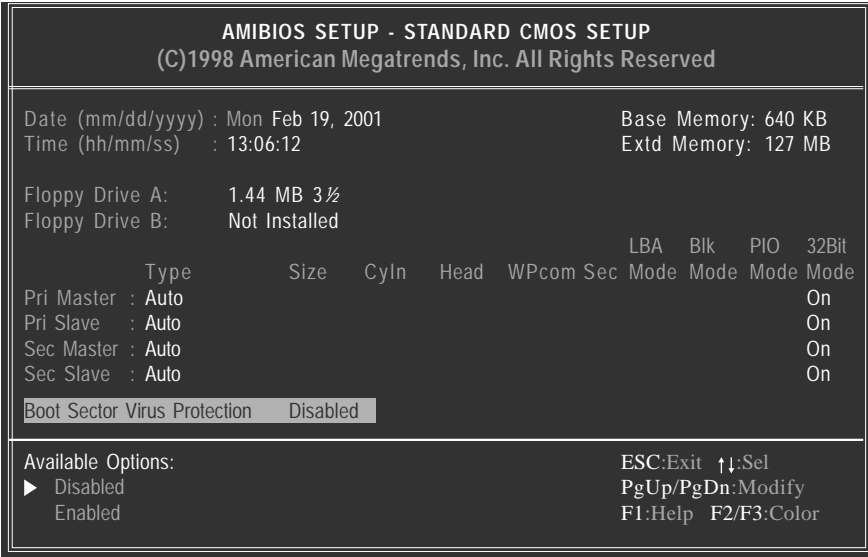 AMIBIOS SETUP - STANDARD CMOS SETUP
(C)1998 American Megatrends, Inc. All Rights Reserved
Date (mm/dd/yyyy) : Mon Feb 19, 2001 Base Memory: 640 KB
Time (hh/mm/ss) : 13:06:12 Extd Memory: 127 MB
Floppy Drive A: 1.44 MB 3½
Floppy Drive B: Not Installed
LBA Blk PIO 32Bit
Type Size Cyln Head WPcom Sec Mode Mode Mode Mode
Pri Master : Auto On
Pri Slave : Auto On
Sec Master : Auto On
Sec Slave : Auto On
Boot Sector Virus Protection Disabled
Available Options: ESC:Exit ↑↓:Sel
▶ Disabled PgUp/PgDn:Modify
Enabled F1:Help F2/F3:Color